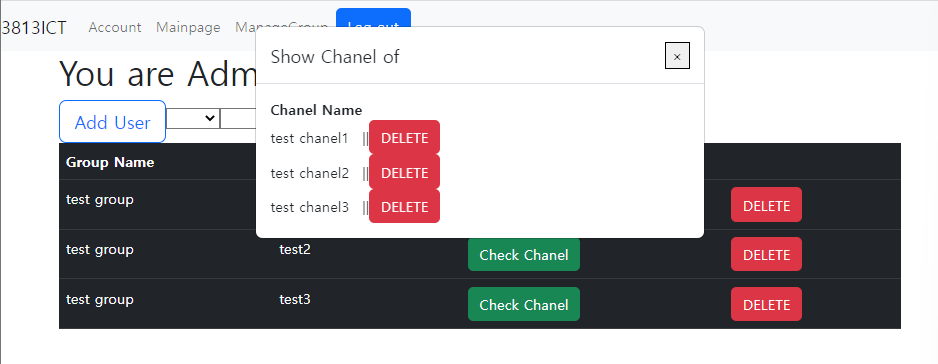 3813ICT Account Mainpage ManageGroup Log out
Show Chanel of ×
You are Adm
Chanel Name
Add User
test chanel1 || DELETE
Group Name
test chanel2 || DELETE
test group DELETE
test chanel3 || DELETE
test group test2 Check Chanel DELETE
test group test3 Check Chanel DELETE